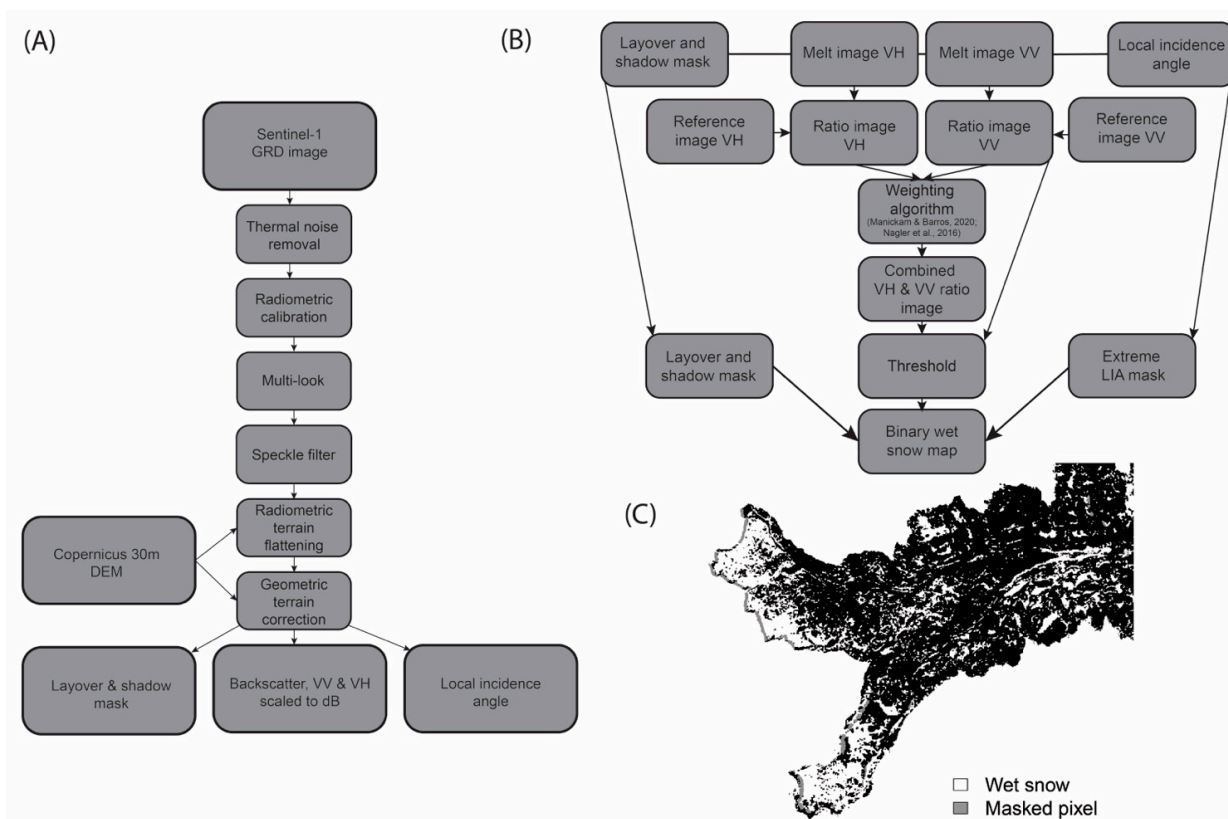 (A)
Sentinel-1
GRD image
Thermal noise
removal
Radiometric
calibration
Multi-look
Speckle filter
Radiometric
terrain
flattening
Copernicus 30m
DEM
Geometric
terrain
correction
Layover & shadow
mask
Backscatter, VV & VH
scaled to dB
Local incidence
angle
(B)
Layover and
shadow mask
Melt image VH
Melt image VV
Local incidence
angle
Reference
image VH
Ratio image
VH
Ratio image
VV
Reference
image VV
Weighting
algorithm
(Manickam & Barros, 2020;
Nagler et al., 2016)
Combined
VH & VV ratio
image
Layover and
shadow mask
Threshold
Extreme
LIA mask
Binary wet
snow map
(C)
Wet snow
Masked pixel